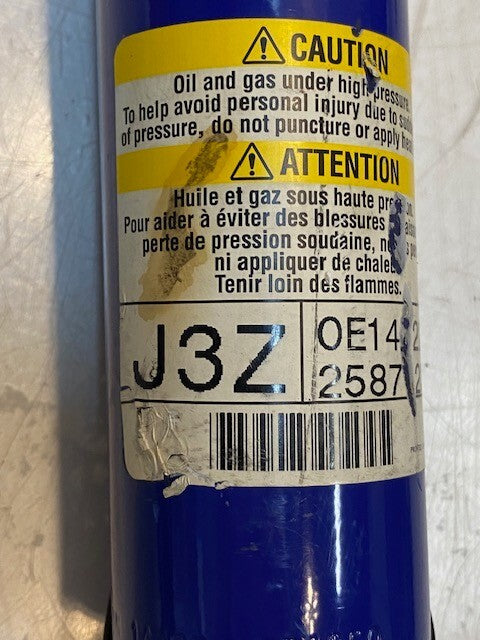 CAUTION
Oil and gas under high pressure.
To help avoid personal injury due to
of pressure, do not puncture or apply
ATTENTION
Huile et gaz sous haute
Pour aider à éviter des blessures
perte de pression soudaine,
ni appliquer de
Tenir loin des flammes.
J3Z
0E14
2587